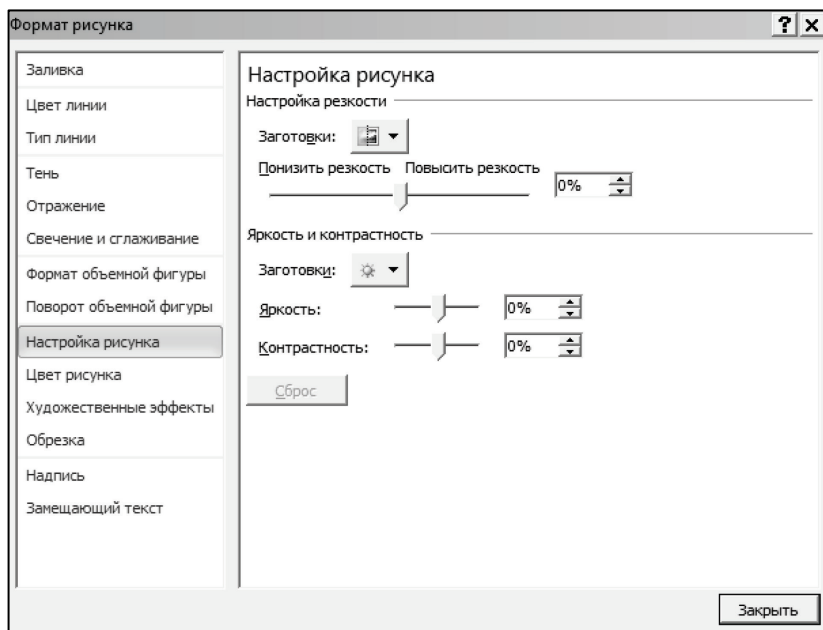 Формат рисунка
Заливка
Цвет линии
Тип линии
Тень
Отражение
Свечение и сглаживание
Формат объемной фигуры
Поворот объемной фигуры
Настройка рисунка
Цвет рисунка
Художественные эффекты
Обрезка
Надпись
Замещающий текст
Настройка рисунка
Настройка резкости
Заготовки:
Понизить резкость Повысить резкость
0%
Яркость и контрастность
Заготовки:
Яркость: 0%
Контрастность: 0%
Сброс
Закрыть